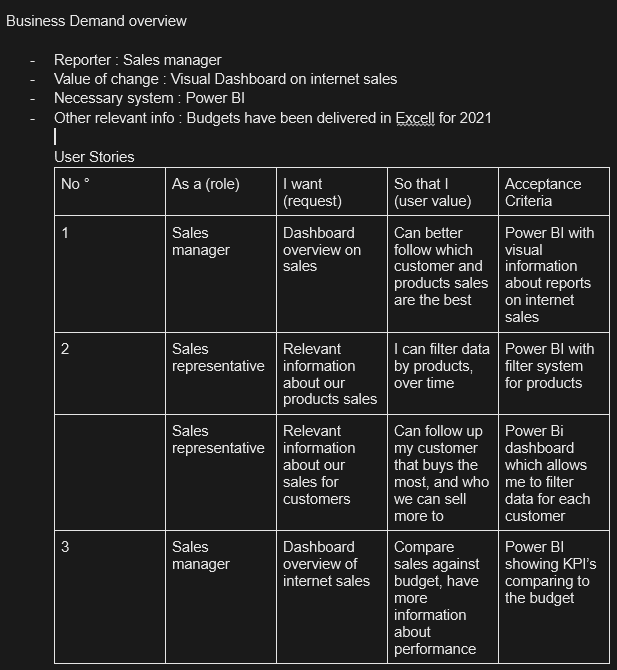 Business Demand overview
- Reporter : Sales manager
- Value of change : Visual Dashboard on internet sales
- Necessary system : Power BI
- Other relevant info : Budgets have been delivered in Excell for 2021
User Stories
No °
As a (role)
I want
(request)
So that I
(user value)
Acceptance
Criteria
1
Sales
manager
Dashboard
overview on
sales
Can better
follow which
customer and
products sales
are the best
Power BI with
visual
information
about reports
on internet
sales
2
Sales
representative
Relevant
information
about our
products sales
I can filter data
by products,
over time
Power BI with
filter system
for products
Sales
representative
Relevant
information
about our
sales for
customers
Can follow up
my customer
that buys the
most, and who
we can sell
more to
Power Bi
dashboard
which allows
me to filter
data for each
customer
3
Sales
manager
Dashboard
overview of
internet sales
Compare
sales against
budget, have
more
information
about
performance
Power BI
showing KPI's
comparing to
the budget